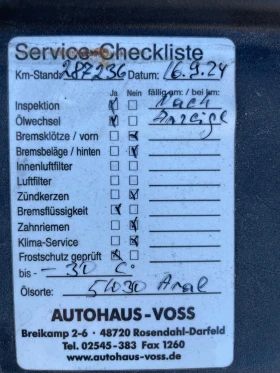 Service-Checkliste
Km-Stand: 287236 Datum: 16.9.24
Ja Nein fällig am: / bei km:
Inspektion Nach
Ölwechsel Anzeige
Bremsklötze / vorn
Bremsbeläge / hinten
Innenluftfilter
Luftfilter
Zündkerzen
Bremsflüssigkeit
Zahnriemen
Klima-Service
Frostschutz geprüft
bis - 30 C°
Ölsorte: 51030 Aral
AUTOHAUS-VOSS
Breikamp 2-6 · 48720 Rosendahl-Darfeld
Tel. 02545-383 Fax 1260
www.autohaus-voss.de